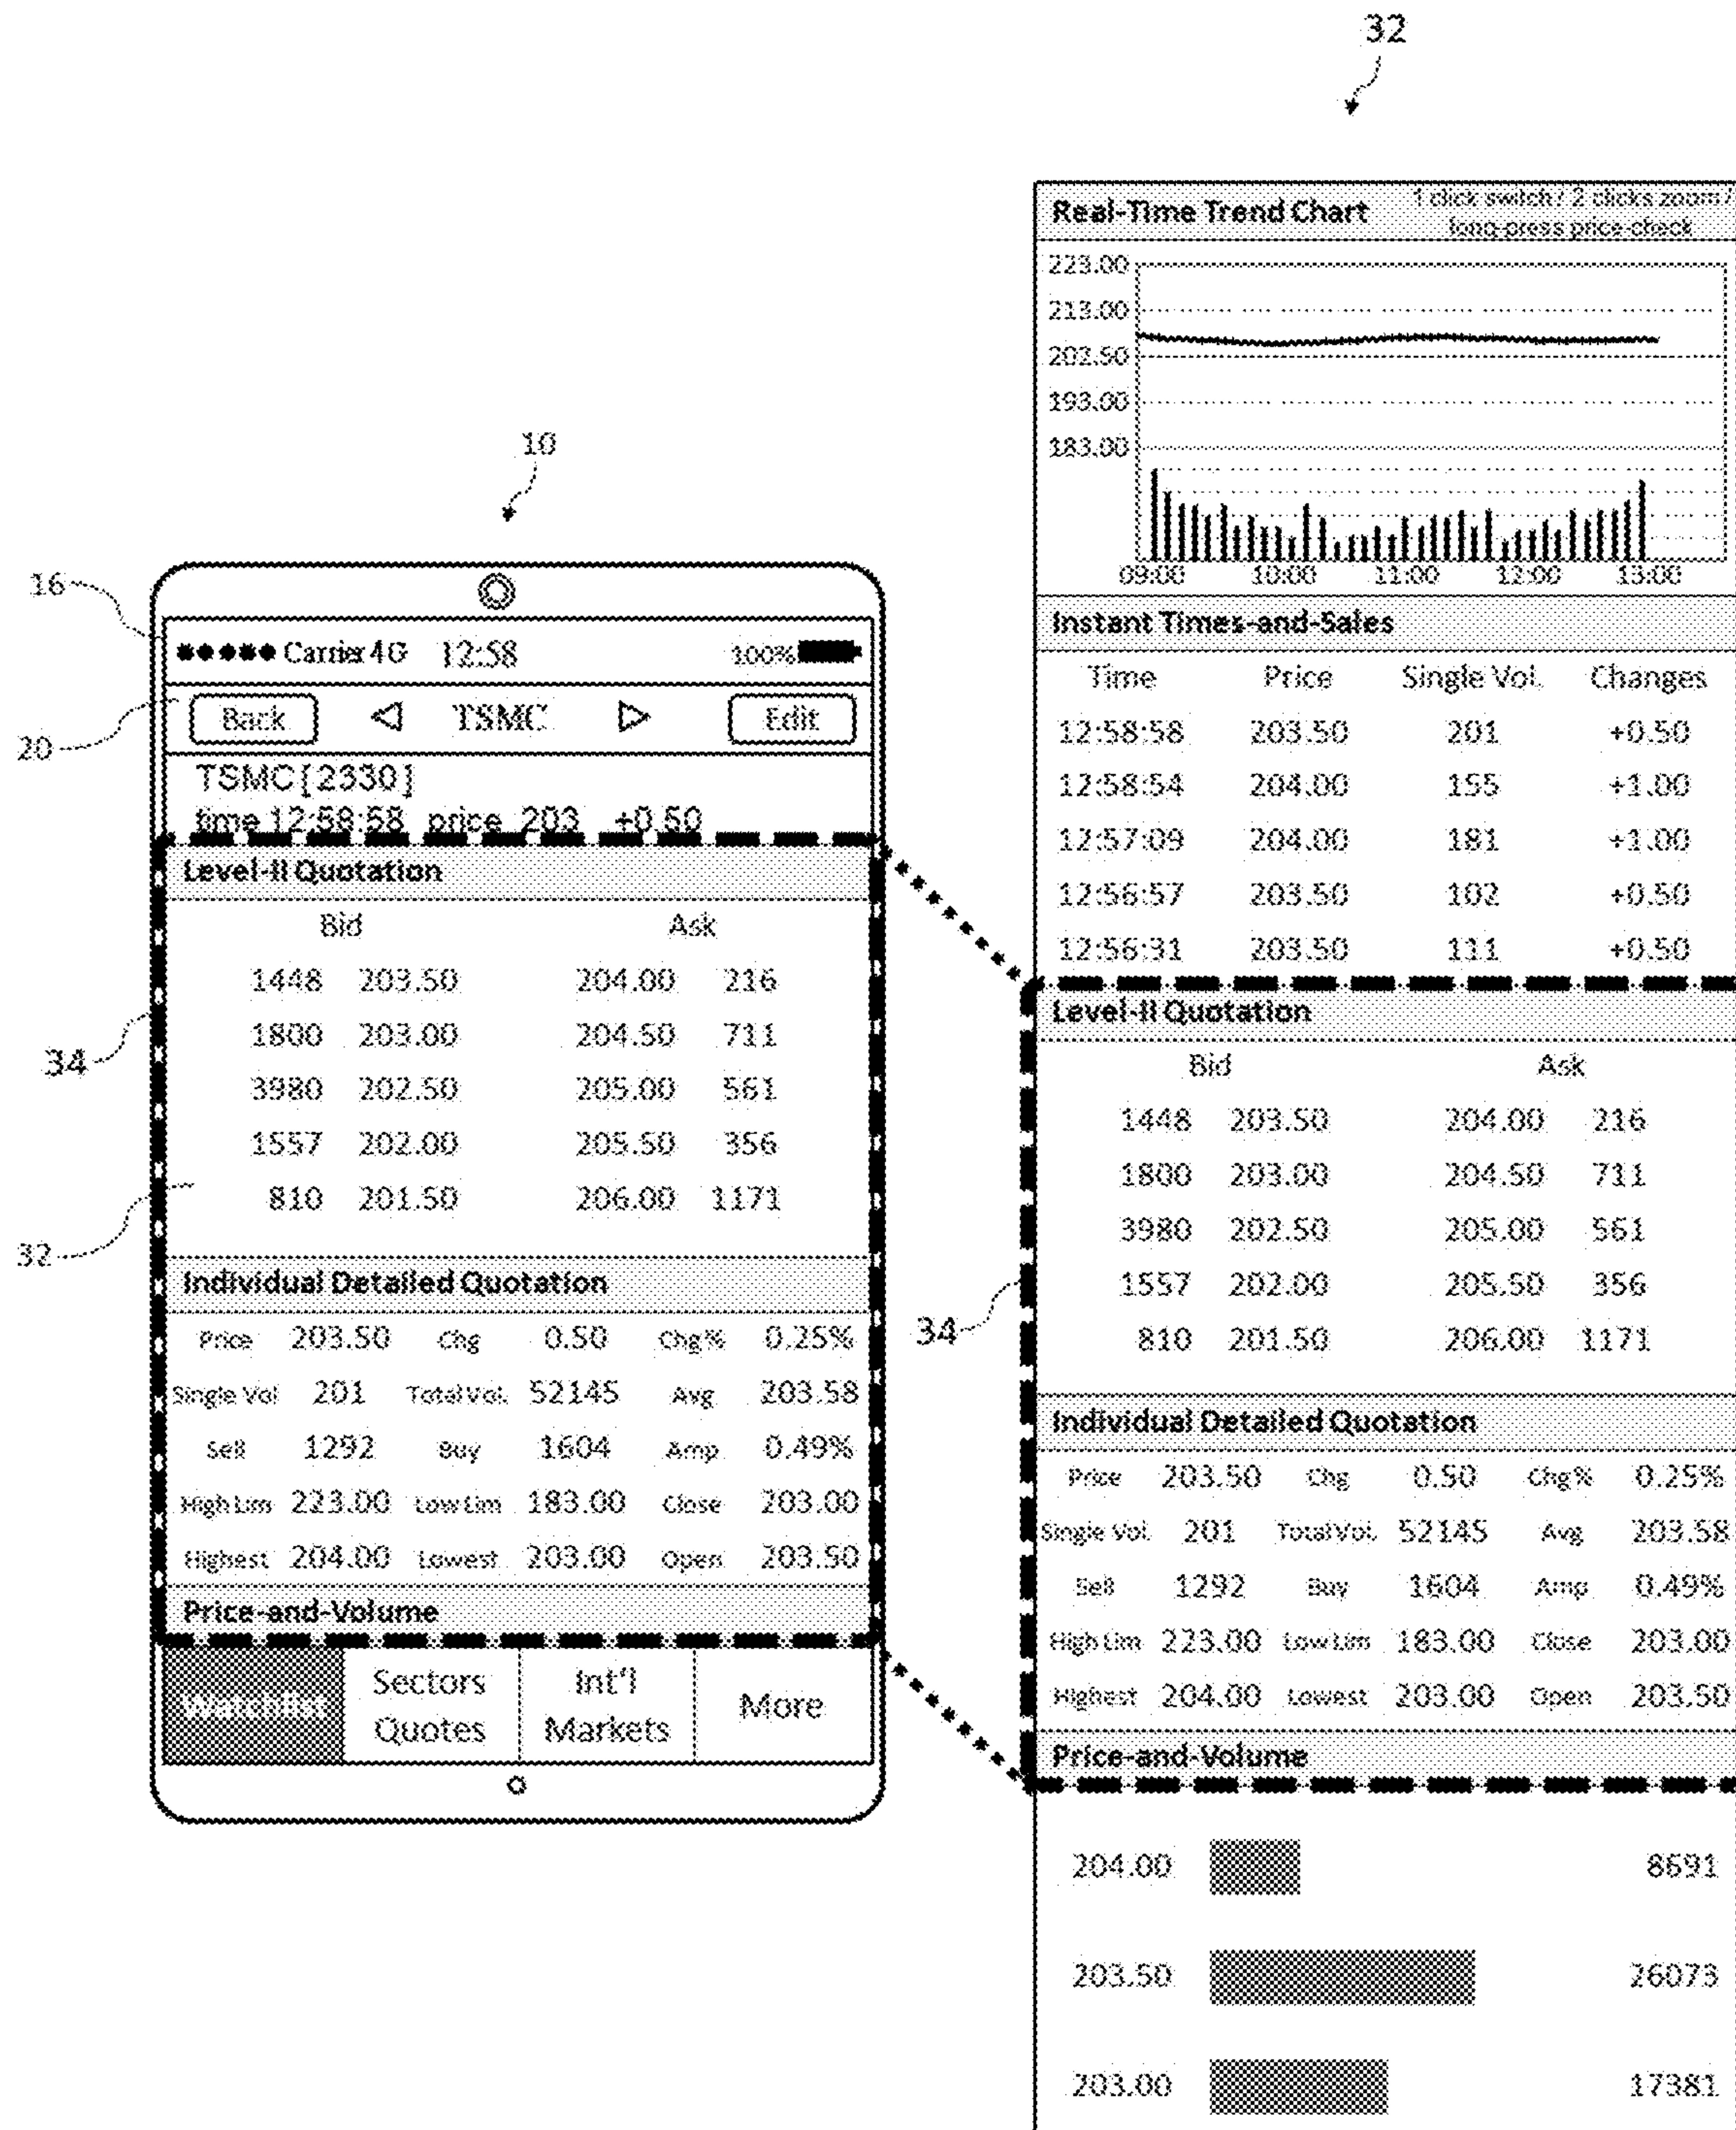 32
10
16
●●●●● Carrier 4G 12:58 100%
20
Back ◁ TSMC ▷ Edit
TSMC[2330]
time 12:58:58 price 203 +0.50
Level-II Quotation
Bid Ask
1448 203.50 204.00 216
1800 203.00 204.50 711
34
3980 202.50 205.00 561
1557 202.00 205.50 356
810 201.50 206.00 1171
32
Individual Detailed Quotation
Price 203.50 Chg 0.50 Chg% 0.25%
Single Vol 201 Total Vol. 52145 Avg 203.58
Sell 1292 Buy 1604 Amp 0.49%
High Lim 223.00 Low Lim 183.00 Close 203.00
Highest 204.00 Lowest 203.00 Open 203.50
Price-and-Volume
Watchlist
Sectors
Quotes
Int'l
Markets
More
Real-Time Trend Chart
1 click switch / 2 clicks zoom /
long-press price-check
223.00
213.00
202.50
193.00
183.00
09:00 10:00 11:00 12:00 13:00
Instant Times-and-Sales
Time Price Single Vol. Changes
12:58:58 203.50 201 +0.50
12:58:54 204.00 155 +1.00
12:57:09 204.00 181 +1.00
12:56:57 203.50 102 +0.50
12:56:31 203.50 111 +0.50
Level-II Quotation
Bid Ask
1448 203.50 204.00 216
1800 203.00 204.50 711
3980 202.50 205.00 561
1557 202.00 205.50 356
34
810 201.50 206.00 1171
Individual Detailed Quotation
Price 203.50 Chg 0.50 Chg% 0.25%
Single Vol. 201 Total Vol. 52145 Avg 203.58
Sell 1292 Buy 1604 Amp 0.49%
High Lim 223.00 Low Lim 183.00 Close 203.00
Highest 204.00 Lowest 203.00 Open 203.50
Price-and-Volume
204.00 8691
203.50 26073
203.00 17381